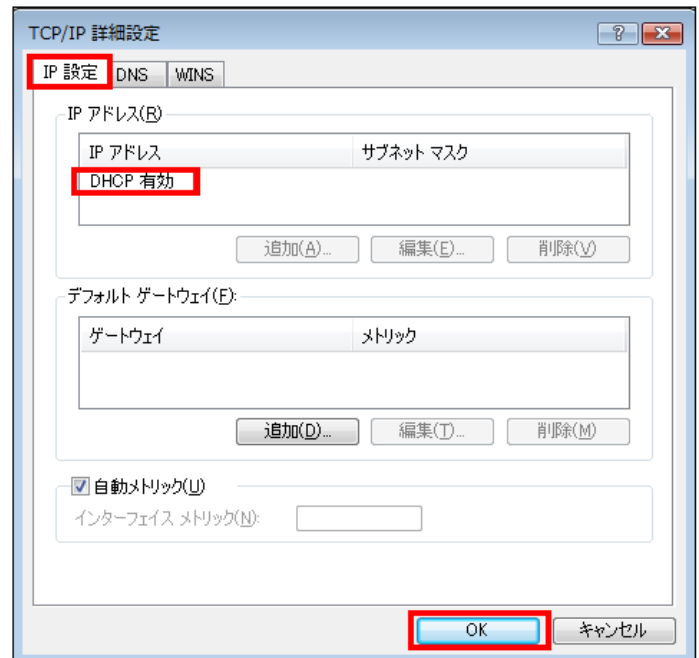 TCP/IP 詳細設定
IP 設定 DNS WINS
IP アドレス(R)
IP アドレス サブネット マスク
DHCP 有効
追加(A)... 編集(E)... 削除(V)
デフォルト ゲートウェイ(F):
ゲートウェイ メトリック
追加(D)... 編集(T)... 削除(M)
自動メトリック(U)
インターフェイス メトリック(N):
OK キャンセル